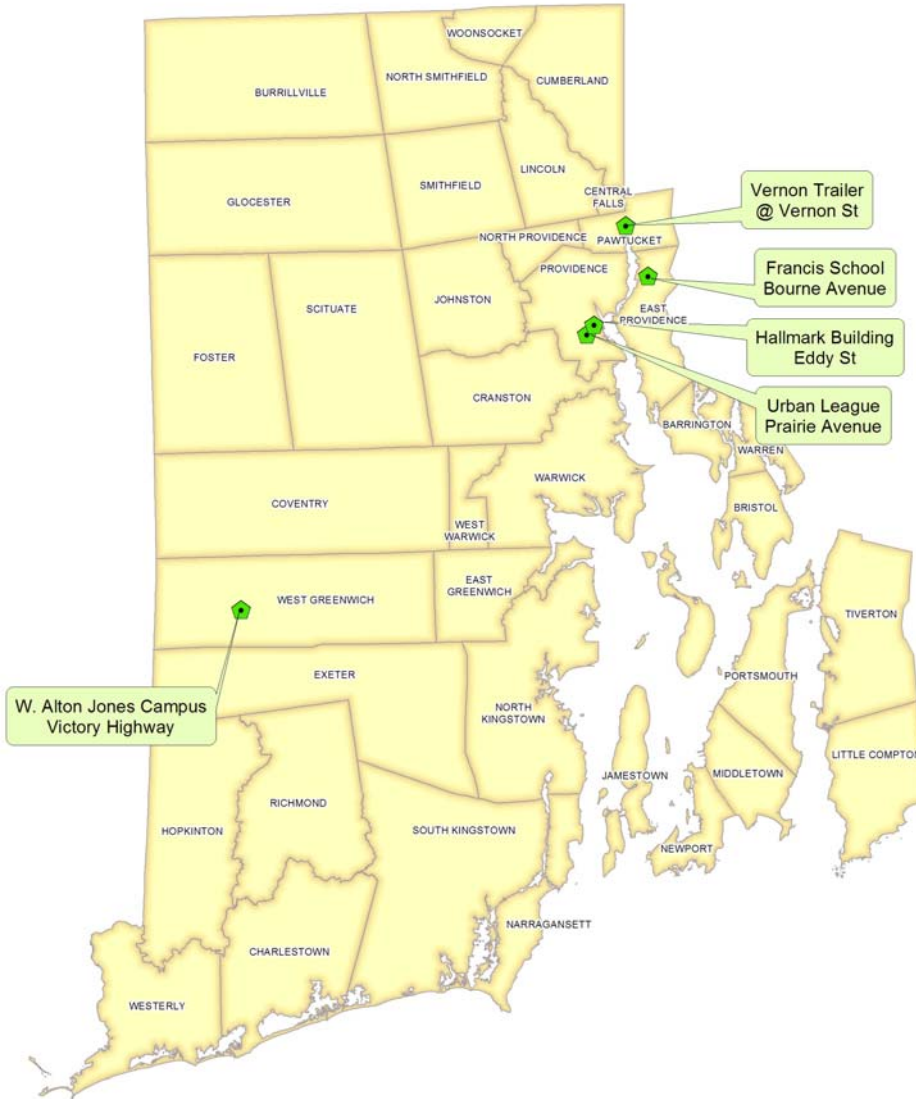 WOONSOCKET
NORTH SMITHFIELD
CUMBERLAND
BURRILLVILLE
LINCOLN
SMITHFIELD
GLOCESTER
CENTRAL
FALLS
Vernon Trailer
@ Vernon St
NORTH PROVIDENCE
PAWTUCKET
PROVIDENCE
Francis School
Bourne Avenue
JOHNSTON
SCITUATE
EAST
PROVIDENCE
FOSTER
Hallmark Building
Eddy St
CRANSTON
Urban League
Prairie Avenue
BARRINGTON
WARREN
WARWICK
COVENTRY
BRISTOL
WEST
WARWICK
WEST GREENWICH
EAST
GREENWICH
TIVERTON
EXETER
PORTSMOUTH
W. Alton Jones Campus
Victory Highway
NORTH
KINGSTOWN
LITTLE COMPTON
JAMESTOWN
MIDDLETOWN
RICHMOND
HOPKINTON
SOUTH KINGSTOWN
NEWPORT
NARRAGANSETT
CHARLESTOWN
WESTERLY